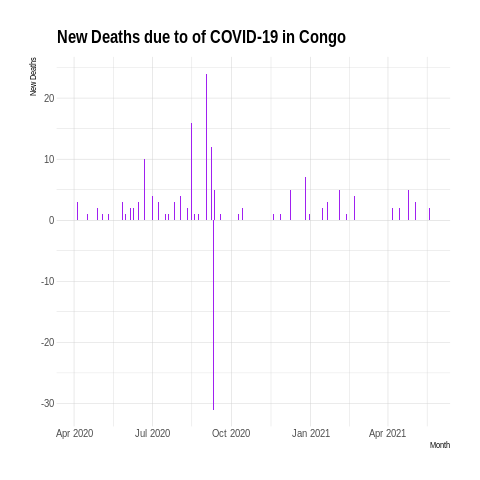 New Deaths due to of COVID-19 in Congo
New Deaths
20
10
0
-10
-20
-30
Apr 2020 Jul 2020 Oct 2020 Jan 2021 Apr 2021
Month